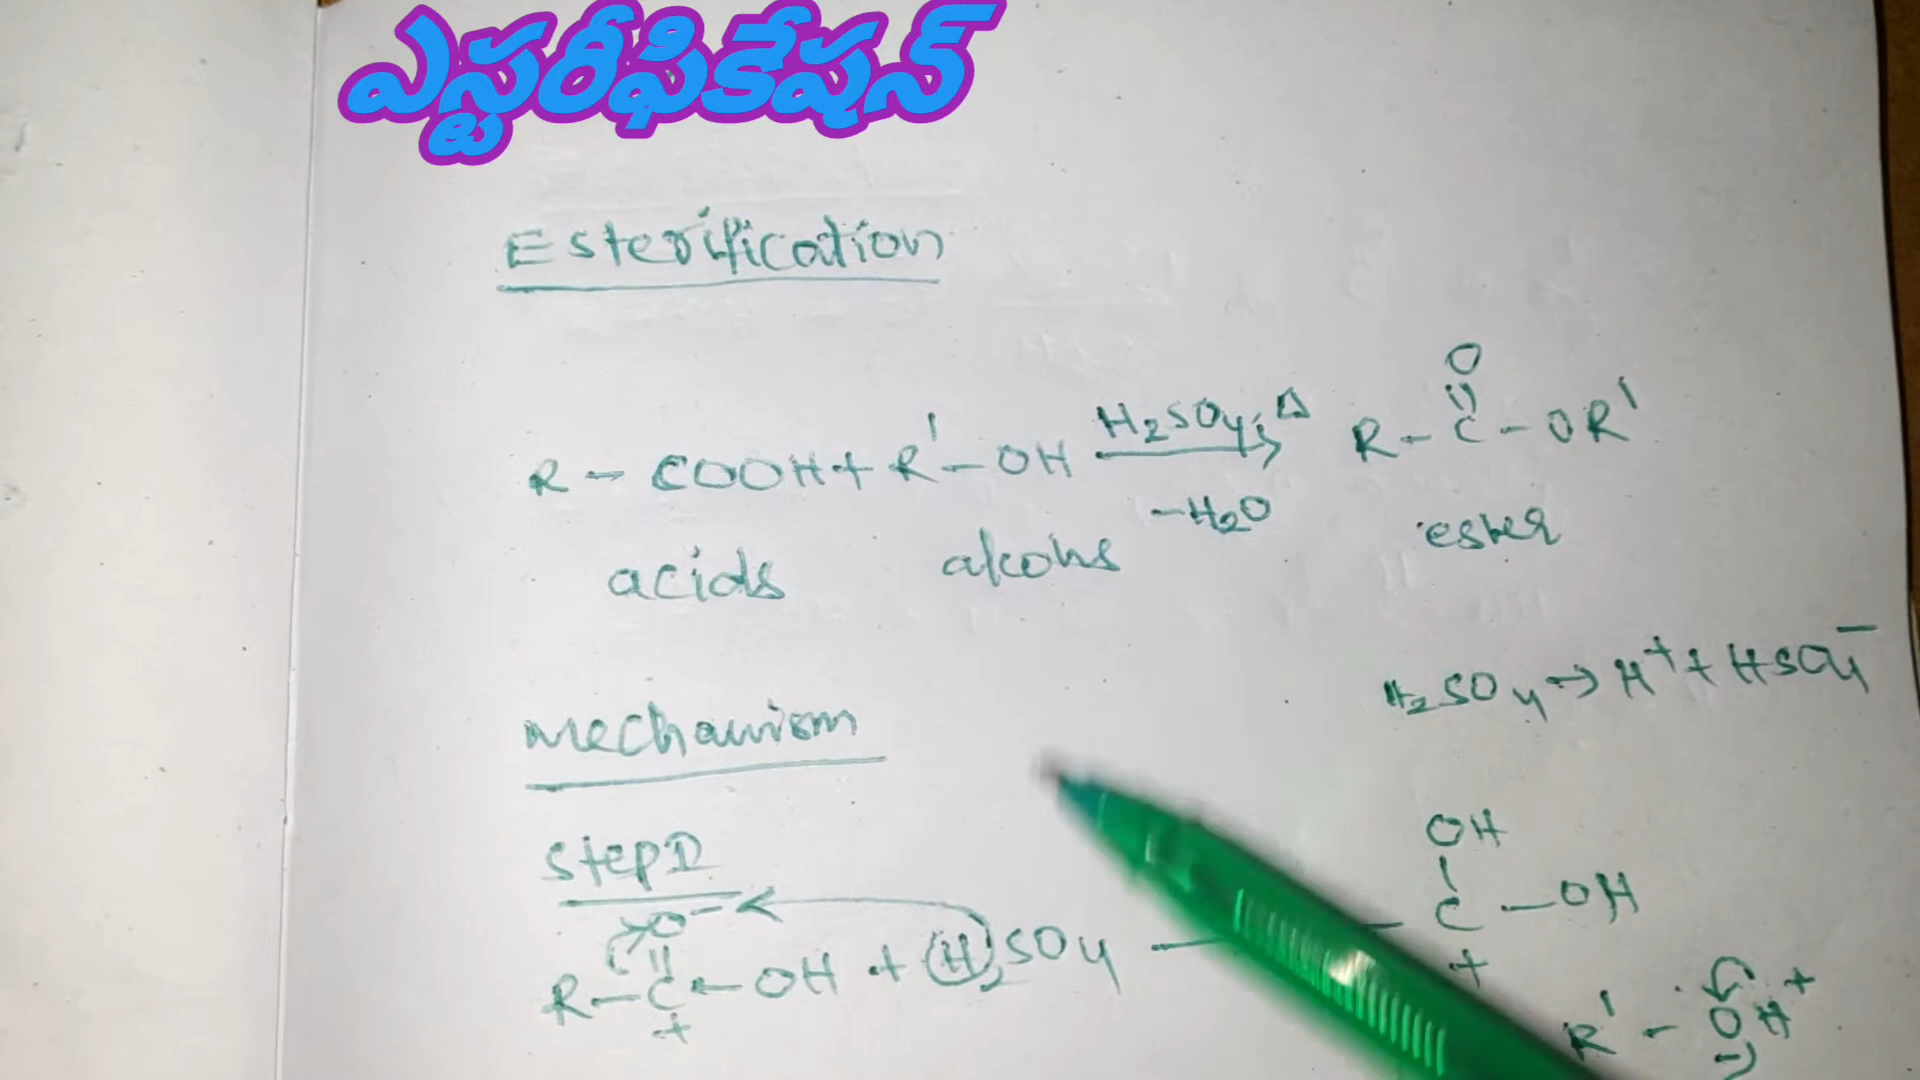 ఎస్టరీఫికేషన్
Esterification
O
R - COOH + R' - OH H2SO4, Δ R - C - OR'
-H2O
acids alcohls ester
H2SO4 → H+ + HSO4-
Mechanism
Step I
OH
O-
R - C - OH + H2SO4 - C - OH
+ +
R' - OH +